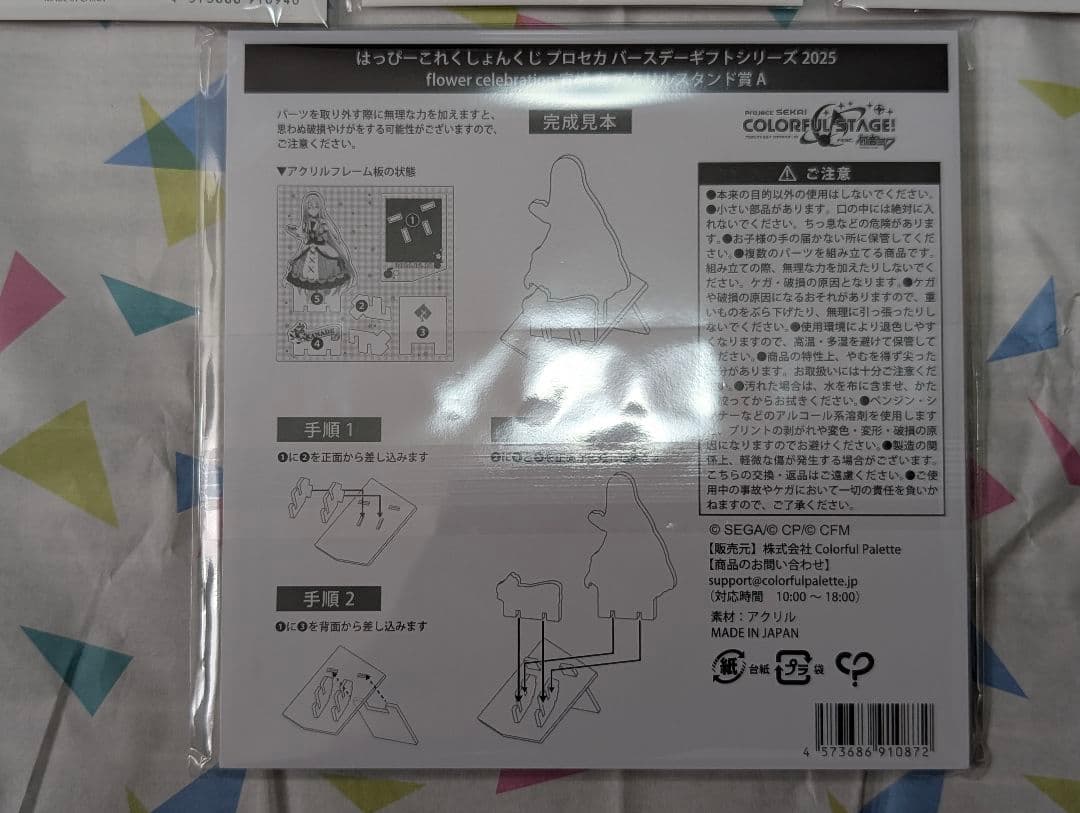 MADE IN JAPAN
4 573686 910940
はっぴーこれくしょんくじ プロセカ バースデーギフトシリーズ 2025
flower celebration アクリルスタンド賞 A
パーツを取り外す際に無理な力を加えますと、
思わぬ破損やけがをする可能性がございますので、
ご注意ください。
▼アクリルフレーム板の状態
① ⑤ ② ③ ④
KANADE
完成見本
PROJECT SEKAI
COLORFUL STAGE!
feat. 初音ミク
⚠ ご注意
●本来の目的以外の使用はしないでください。
●小さい部品があります。口の中には絶対に入
れないでください。ちっ息などの危険がありま
す。●お子様の手の届かない所に保管してくだ
さい。●複数のパーツを組み立てる商品です。
組み立ての際、無理な力を加えたりしないでく
ださい。ケガ・破損の原因となります。●ケガ
や破損の原因になるおそれがありますので、重
いものをぶら下げたり、無理に引っ張ったりし
ないでください。●使用環境により退色しやす
くなりますので、高温・多湿を避けて保管して
ください。●商品の特性上、やむを得ず尖った
分があります。お取扱いには十分ご注意くだ
い。●汚れた場合は、水を布に含ませ、かた
絞ってからお拭きください。●ベンジン・シ
ナーなどのアルコール系溶剤を使用します
、プリントの剥がれや変色・変形・破損の原
因になりますのでお避けください。●製造の関
係上、軽微な傷が発生する場合がございます。
こちらの交換・返品はご遠慮ください。●ご使
用中の事故やケガにおいて一切の責任を負いか
ねますので、ご了承ください。
手順 1
❶に❷を正面から差し込みます
手順 2
❶に❸を背面から差し込みます
© SEGA/© CP/© CFM
【販売元】株式会社 Colorful Palette
【商品のお問い合わせ】
support@colorfulpalette.jp
（対応時間 10:00 ～ 18:00）
素材：アクリル
MADE IN JAPAN
紙 台紙 プラ 袋
4 573686 910872